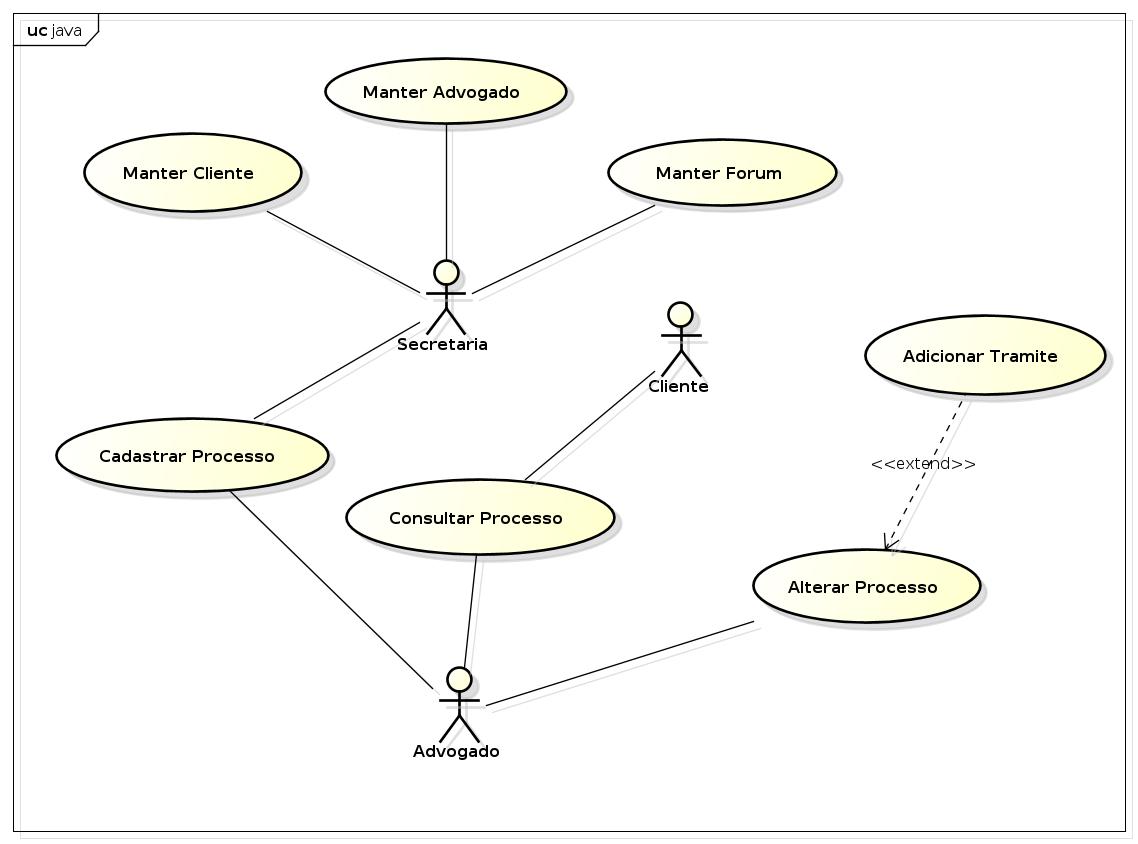 uc java
Manter Advogado
Manter Cliente
Manter Forum
Secretaria
Cliente
Adicionar Tramite
Cadastrar Processo
<<extend>>
Consultar Processo
Alterar Processo
Advogado